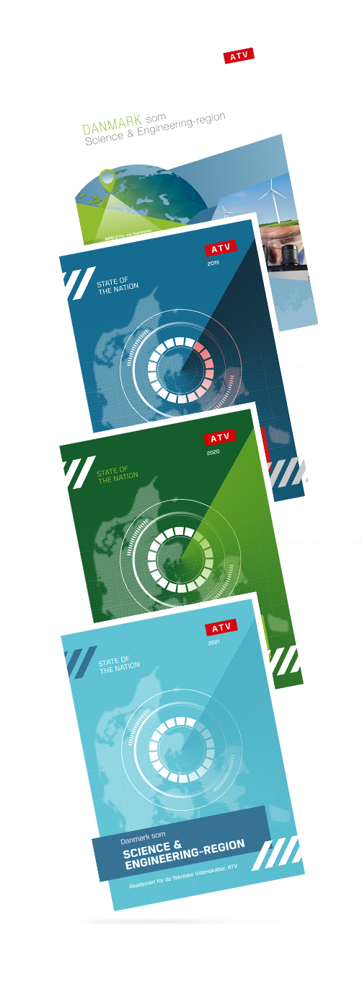 ATV
DANMARK som
Science & Engineering-region
NØGLETAL om Danmarks
ATV
2019
STATE OF
THE NATION
ATV
2020
STATE OF
THE NATION
ATV
2021
STATE OF
THE NATION
Danmark som
SCIENCE &
ENGINEERING-REGION
Akademiet for de Tekniske Videnskaber, ATV